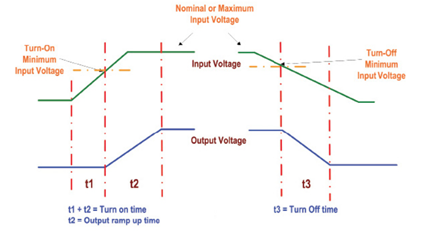 Nominal or Maximum
Input Voltage
Turn-On
Minimum
Input Voltage
Input Voltage
Turn-Off
Minimum
Input Voltage
Output Voltage
t1
t2
t3
t1 + t2 = Turn on time
t2 = Output ramp up time
t3 = Turn Off time